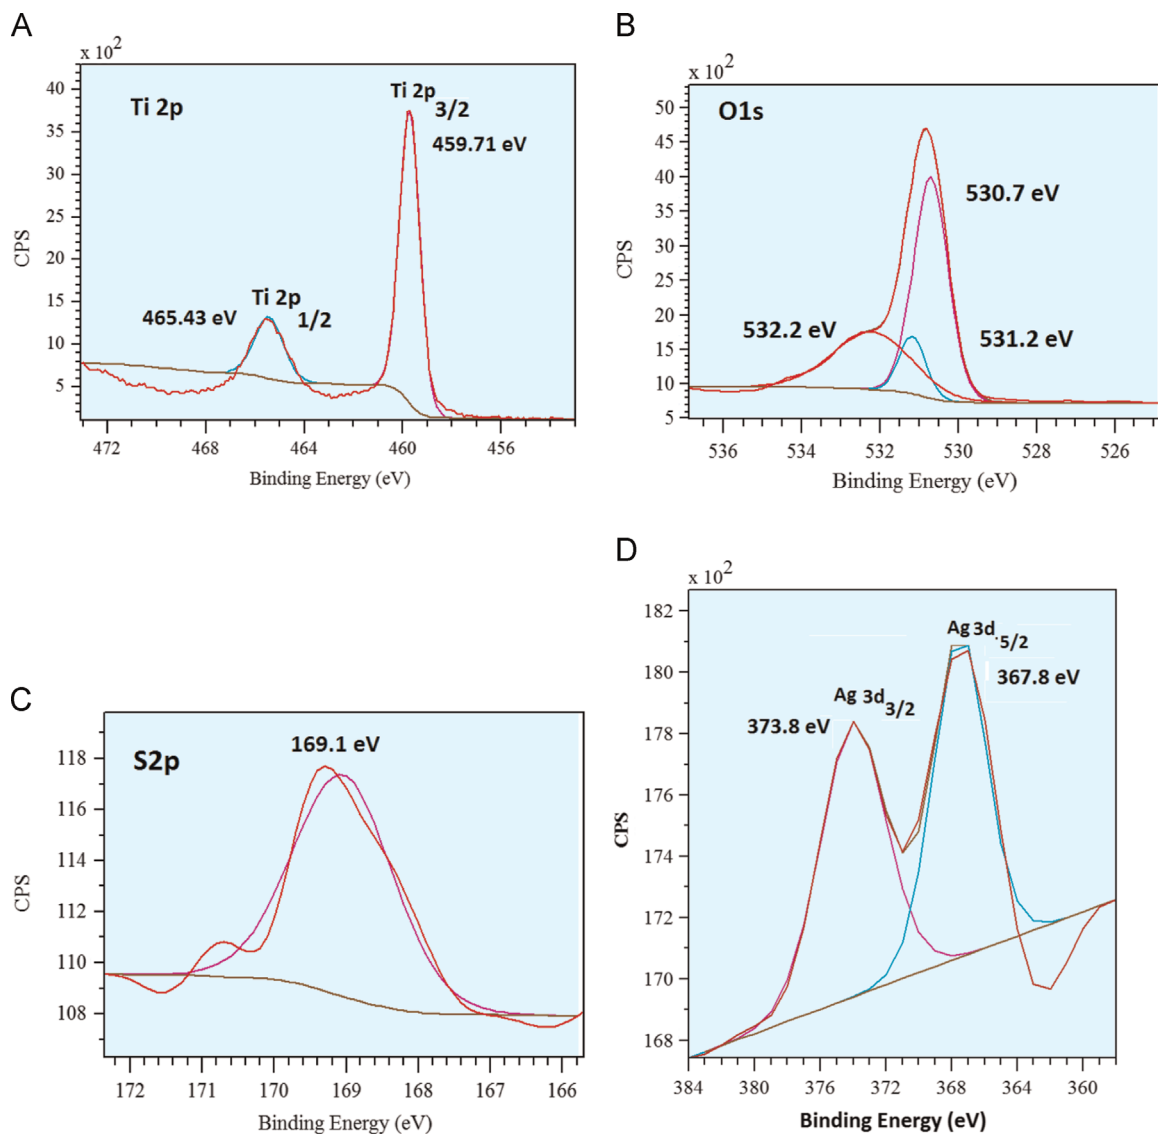 A
x 10²
Ti 2p
Ti 2p 3/2
459.71 eV
Ti 2p 1/2
465.43 eV
40
35
30
25
20
15
10
5
CPS
472 468 464 460 456
Binding Energy (eV)
B
x 10²
O1s
530.7 eV
532.2 eV
531.2 eV
50
45
40
35
30
25
20
15
10
5
CPS
536 534 532 530 528 526
Binding Energy (eV)
C
S2p
169.1 eV
118
116
114
112
110
108
CPS
172 171 170 169 168 167 166
Binding Energy (eV)
D
x 10²
Ag 3d 5/2
367.8 eV
Ag 3d 3/2
373.8 eV
182
180
178
176
174
172
170
168
CPS
384 380 376 372 368 364 360
Binding Energy (eV)